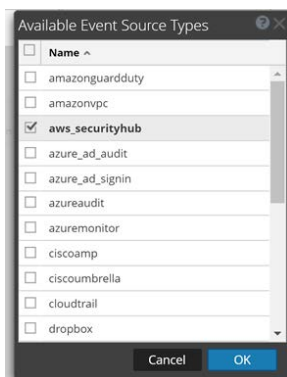 Available Event Source Types
Name
amazonguardduty
amazonvpc
aws_securityhub
azure_ad_audit
azure_ad_signin
azureaudit
azuremonitor
ciscoamp
ciscoumbrella
cloudtrail
dropbox
Cancel OK